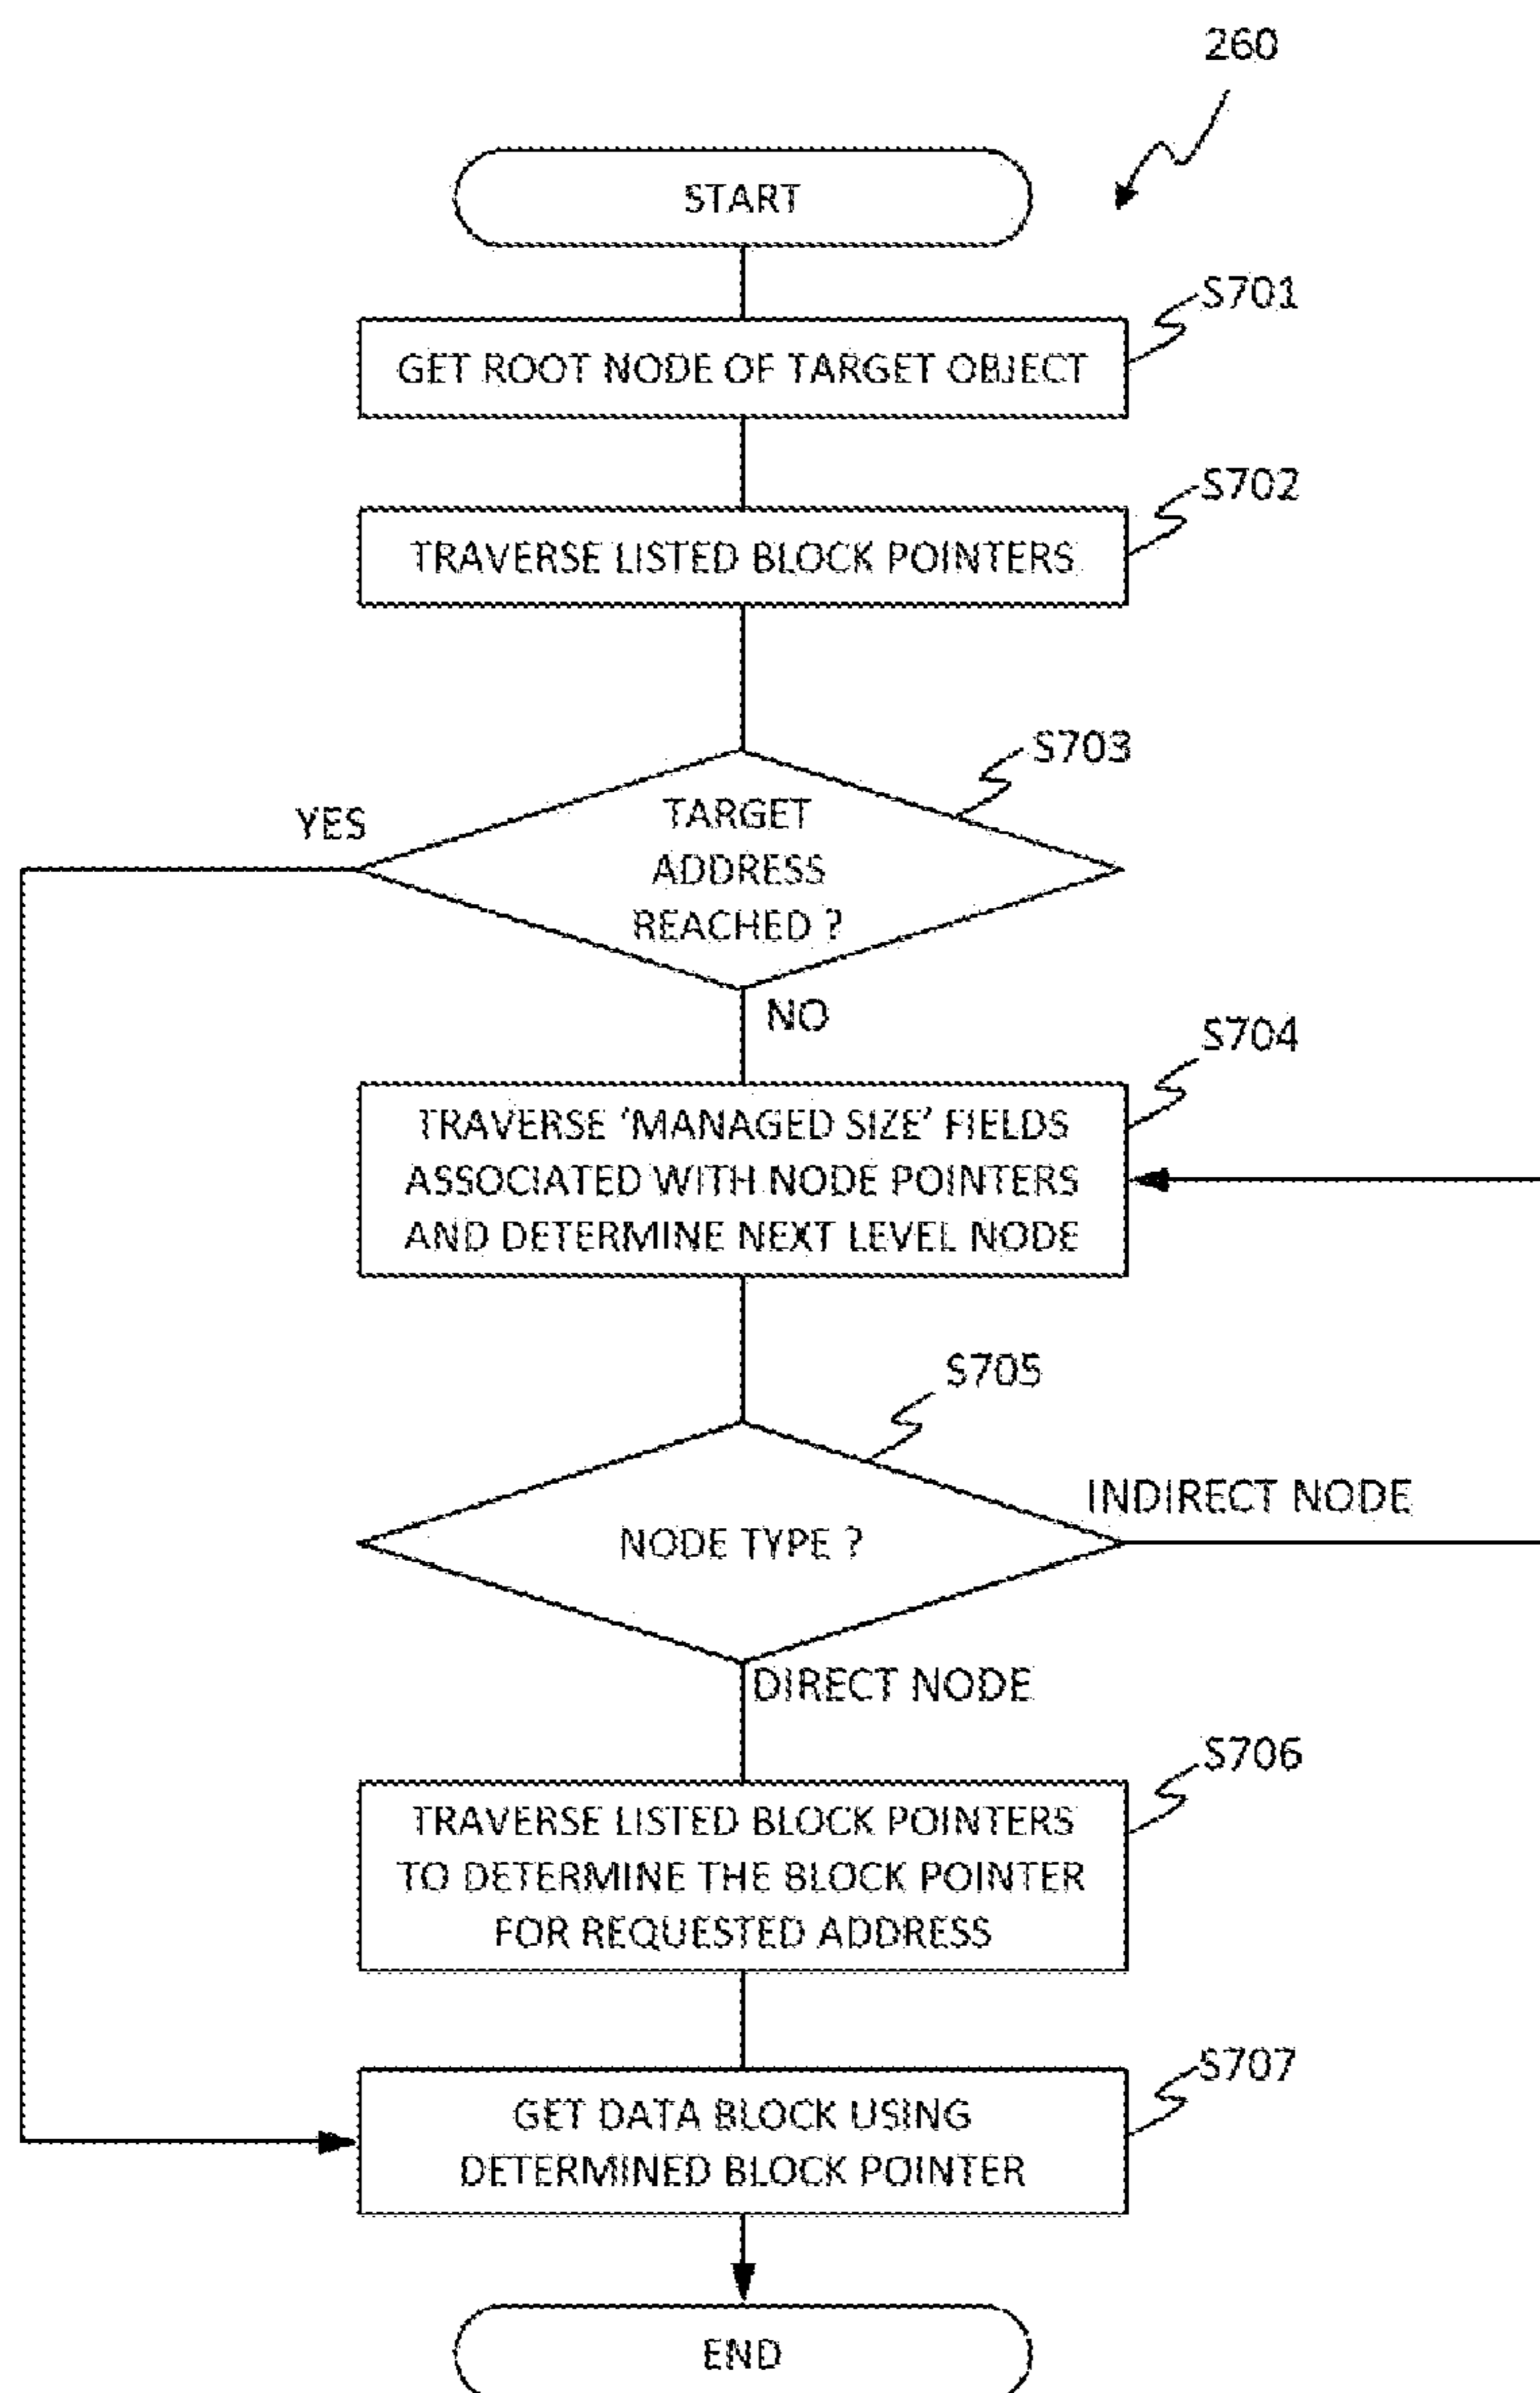 260
START
S701
GET ROOT NODE OF TARGET OBJECT
S702
TRAVERSE LISTED BLOCK POINTERS
S703
YES
TARGET
ADDRESS
REACHED ?
NO
S704
TRAVERSE ‘MANAGED SIZE’ FIELDS
ASSOCIATED WITH NODE POINTERS
AND DETERMINE NEXT LEVEL NODE
S705
INDIRECT NODE
NODE TYPE ?
DIRECT NODE
S706
TRAVERSE LISTED BLOCK POINTERS
TO DETERMINE THE BLOCK POINTER
FOR REQUESTED ADDRESS
S707
GET DATA BLOCK USING
DETERMINED BLOCK POINTER
END